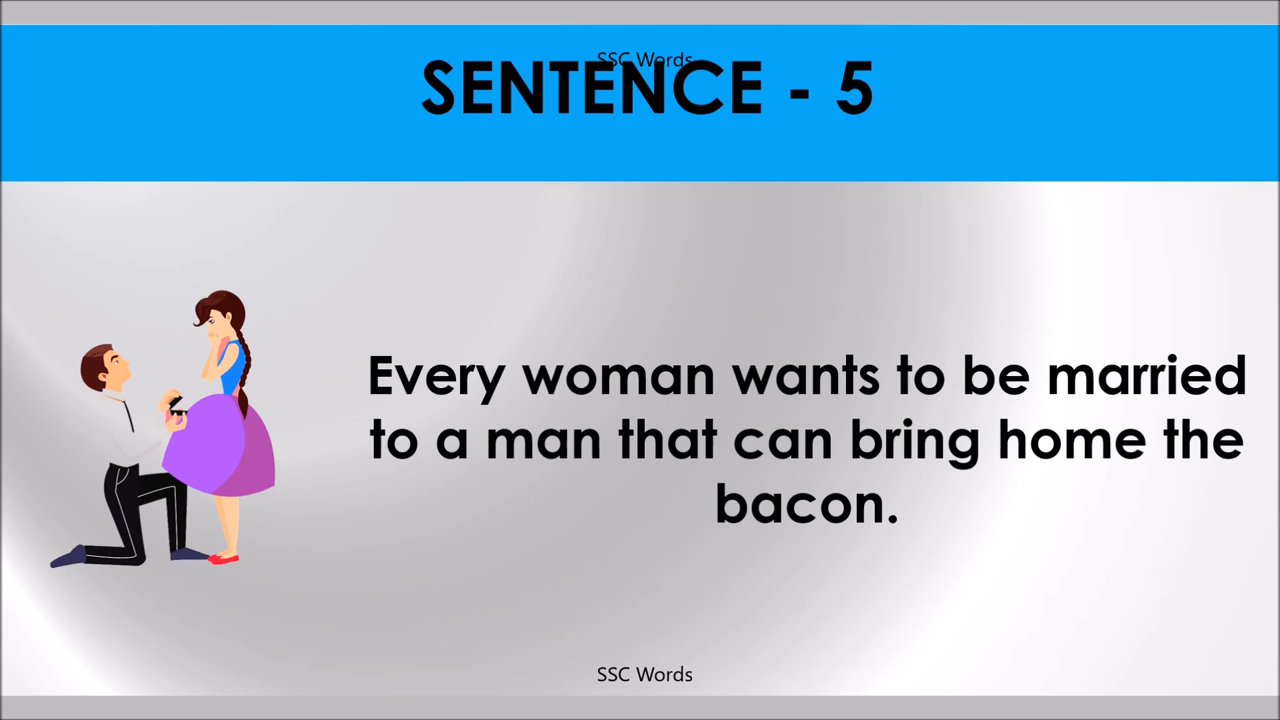 SSC Words
SENTENCE - 5
Every woman wants to be married
to a man that can bring home the
bacon.
SSC Words